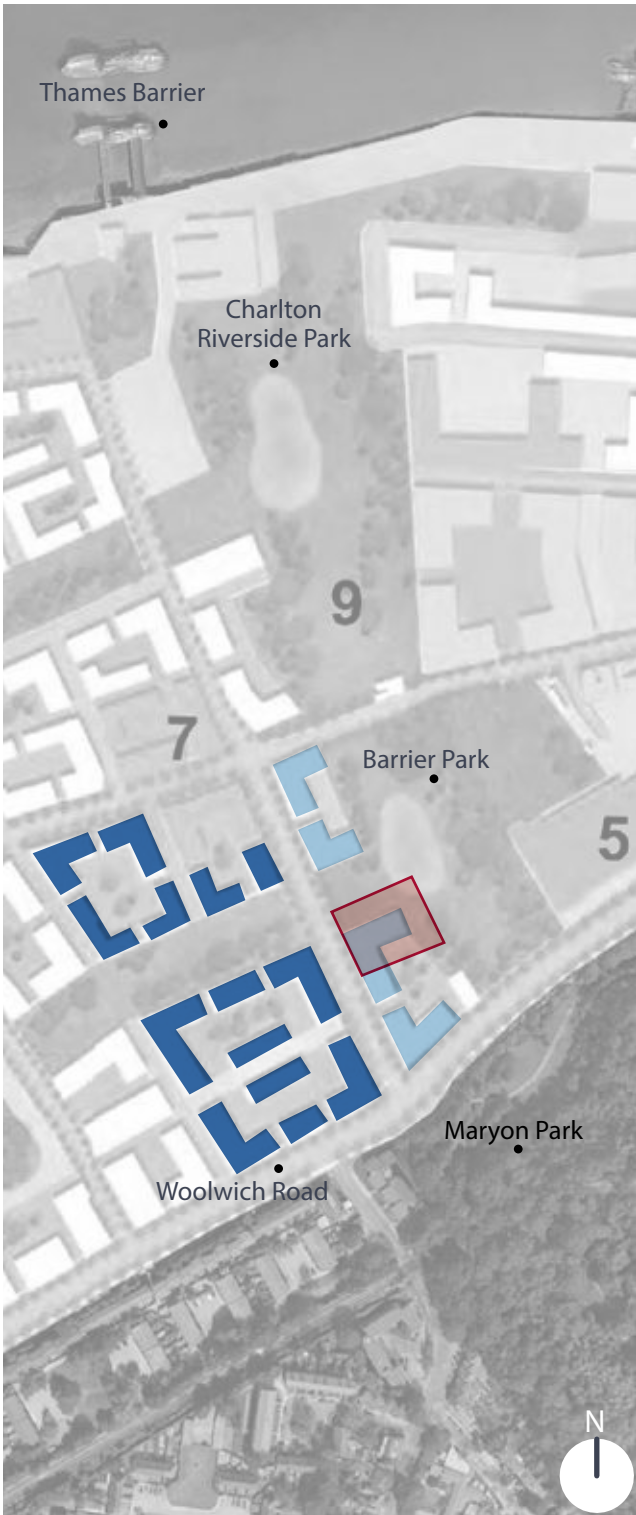 Thames Barrier
Charlton
Riverside Park
9
7
Barrier Park
5
Maryon Park
Woolwich Road
N